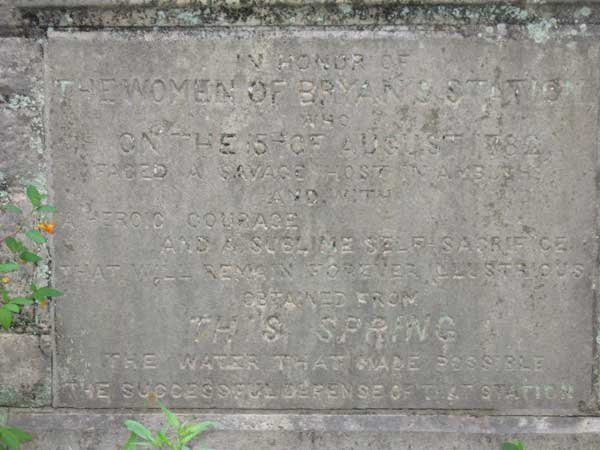 IN HONOR OF
THE WOMEN OF BRYAN'S STATION
WHO
ON THE 15TH OF AUGUST 1782
FACED A SAVAGE HOST IN AMBUSH
AND WITH
A HEROIC COURAGE
AND A SUBLIME SELF-SACRIFICE
THAT WILL REMAIN FOREVER ILLUSTRIOUS
OBTAINED FROM
THIS SPRING
THE WATER THAT MADE POSSIBLE
THE SUCCESSFUL DEFENSE OF THAT STATION